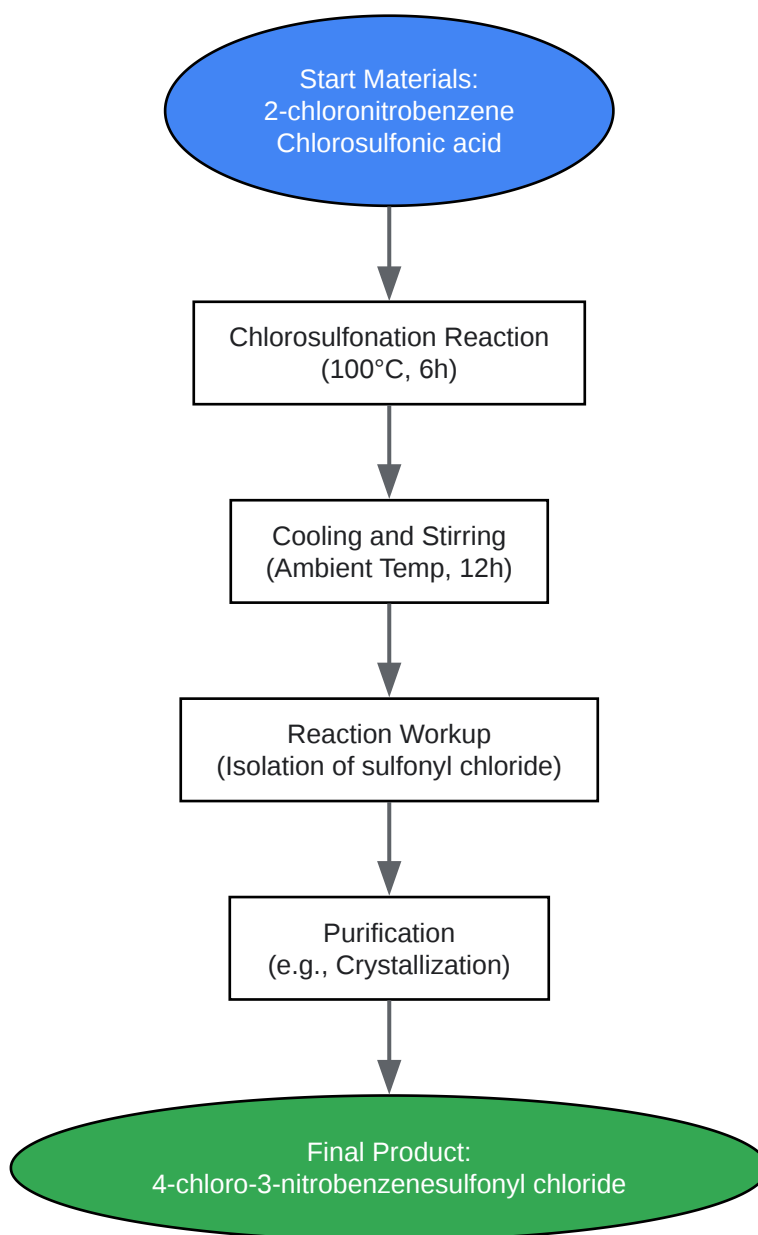 Start Materials:
2-chloronitrobenzene
Chlorosulfonic acid
Chlorosulfonation Reaction
(100°C, 6h)
Cooling and Stirring
(Ambient Temp, 12h)
Reaction Workup
(Isolation of sulfonyl chloride)
Purification
(e.g., Crystallization)
Final Product:
4-chloro-3-nitrobenzenesulfonyl chloride